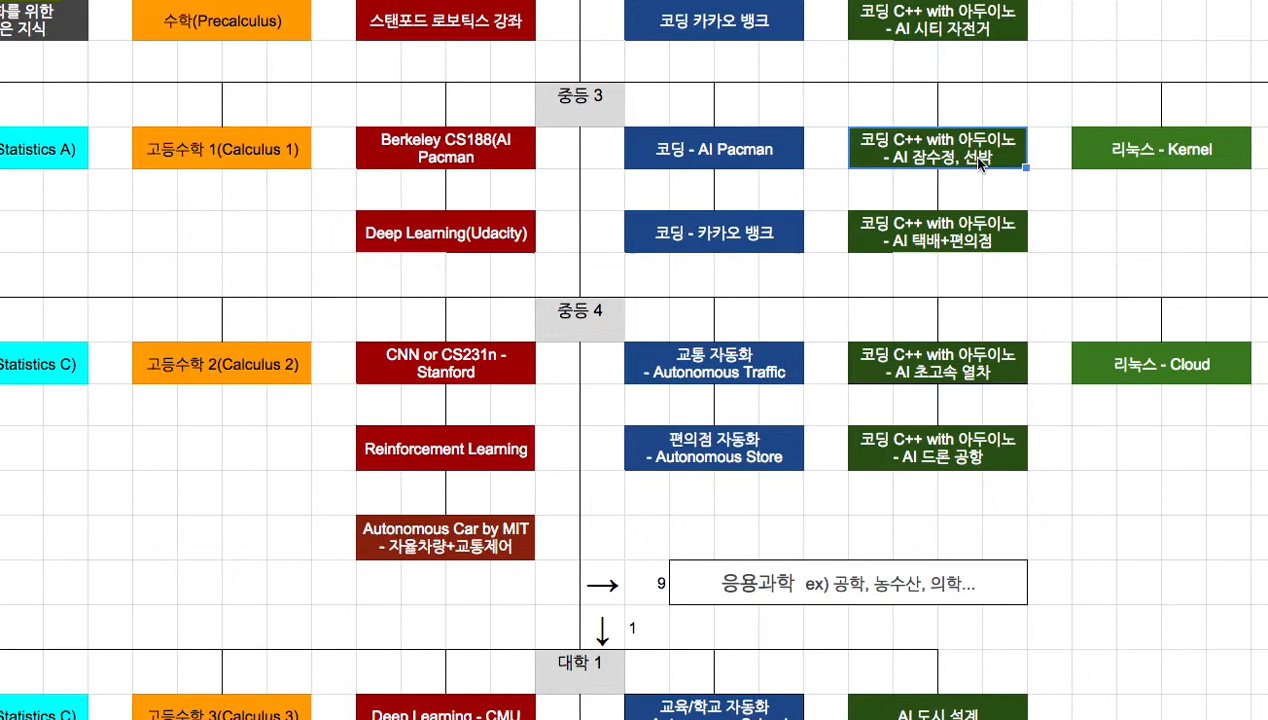 화를 위한
은 지식
수학(Precalculus)
스탠포드 로보틱스 강좌
코딩 카카오 뱅크
코딩 C++ with 아두이노
- AI 시티 자전거
중등 3
Statistics A)
고등수학 1(Calculus 1)
Berkeley CS188(AI
Pacman
코딩 - AI Pacman
코딩 C++ with 아두이노
- AI 잠수정, 선박
리눅스 - Kernel
Deep Learning(Udacity)
코딩 - 카카오 뱅크
코딩 C++ with 아두이노
- AI 택배+편의점
중등 4
Statistics C)
고등수학 2(Calculus 2)
CNN or CS231n -
Stanford
교통 자동화
- Autonomous Traffic
코딩 C++ with 아두이노
- AI 초고속 열차
리눅스 - Cloud
Reinforcement Learning
편의점 자동화
- Autonomous Store
코딩 C++ with 아두이노
- AI 드론 공항
Autonomous Car by MIT
- 자율차량+교통제어
→ 9 응용과학 ex) 공학, 농수산, 의학...
↓ 1
대학 1
Statistics C)
고등수학 3(Calculus 3)
Deep Learning - CMU
교육/학교 자동화
AI 도시 설계